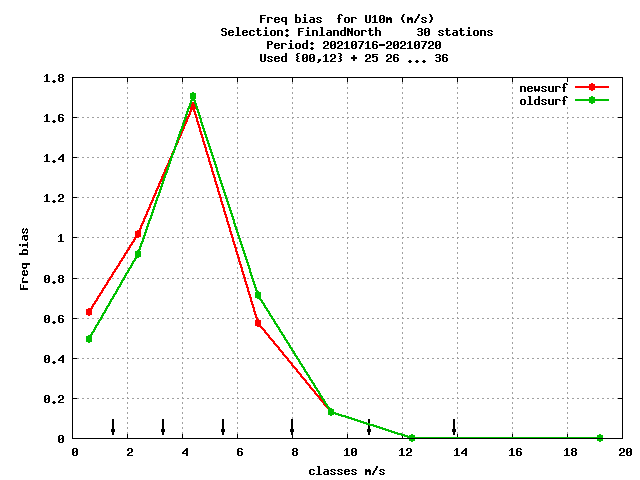 Freq bias  for U10m (m/s)
Selection: FinlandNorth     30 stations
Period: 20210716-20210720
Used {00,12} + 25 26 ... 36
newsurf
oldsurf
1.8
1.6
1.4
1.2
1
0.8
0.6
0.4
0.2
0
Freq bias
0 2 4 6 8 10 12 14 16 18 20
classes m/s